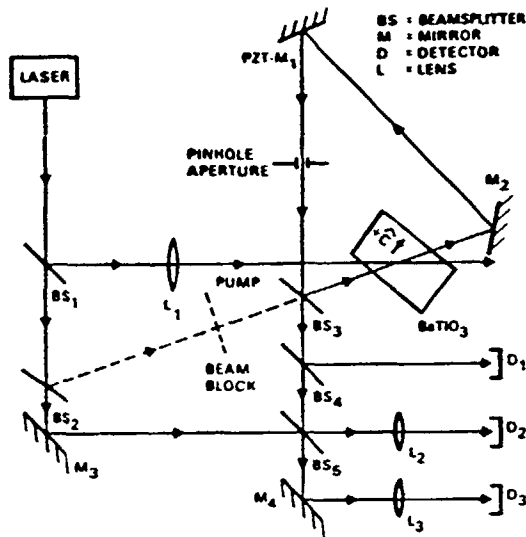 BS = BEAMSPLITTER
M = MIRROR
D = DETECTOR
L = LENS
LASER
PZT-M1
PINHOLE
APERTURE
M2
+ĉ
BS1
L1
PUMP
BS3
BaTiO3
BEAM
BLOCK
BS4
D1
BS2
M3
BS5
L2
D2
M4
L3
D3